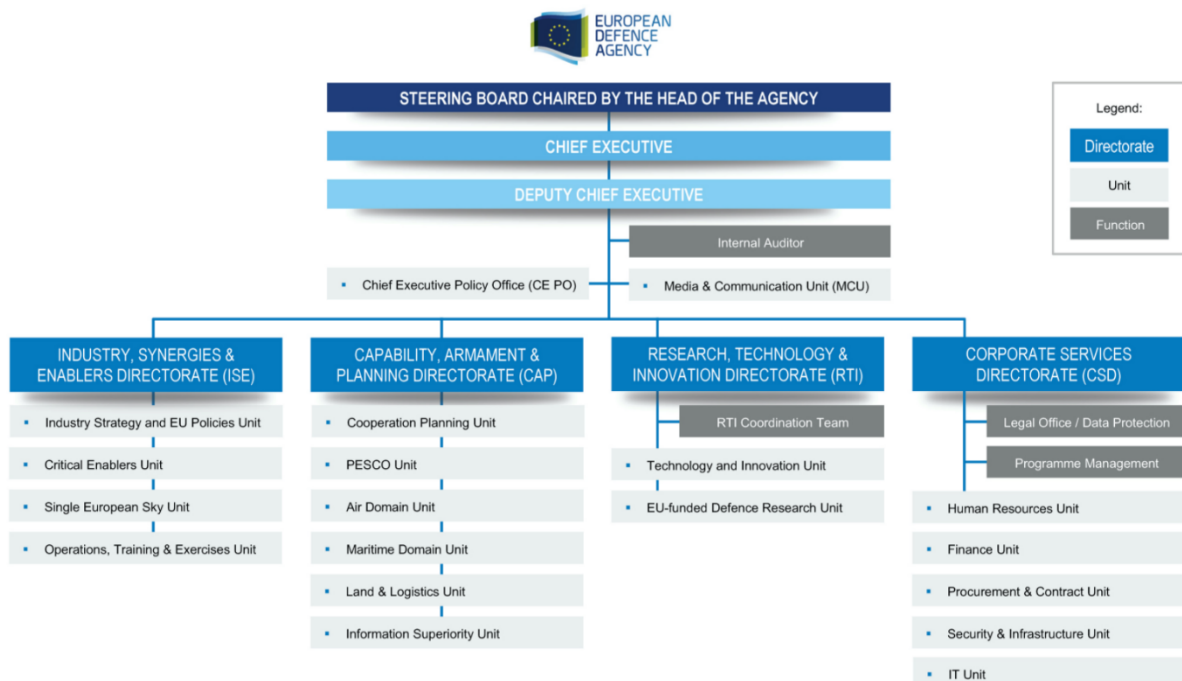 EUROPEAN
DEFENCE
AGENCY
STEERING BOARD CHAIRED BY THE HEAD OF THE AGENCY
CHIEF EXECUTIVE
DEPUTY CHIEF EXECUTIVE
Legend:
Directorate
Unit
Function
Internal Auditor
Chief Executive Policy Office (CE PO)
Media & Communication Unit (MCU)
INDUSTRY, SYNERGIES &
ENABLERS DIRECTORATE (ISE)
Industry Strategy and EU Policies Unit
Critical Enablers Unit
Single European Sky Unit
Operations, Training & Exercises Unit
CAPABILITY, ARMAMENT &
PLANNING DIRECTORATE (CAP)
Cooperation Planning Unit
PESCO Unit
Air Domain Unit
Maritime Domain Unit
Land & Logistics Unit
Information Superiority Unit
RESEARCH, TECHNOLOGY &
INNOVATION DIRECTORATE (RTI)
RTI Coordination Team
Technology and Innovation Unit
EU-funded Defence Research Unit
CORPORATE SERVICES
DIRECTORATE (CSD)
Legal Office / Data Protection
Programme Management
Human Resources Unit
Finance Unit
Procurement & Contract Unit
Security & Infrastructure Unit
IT Unit